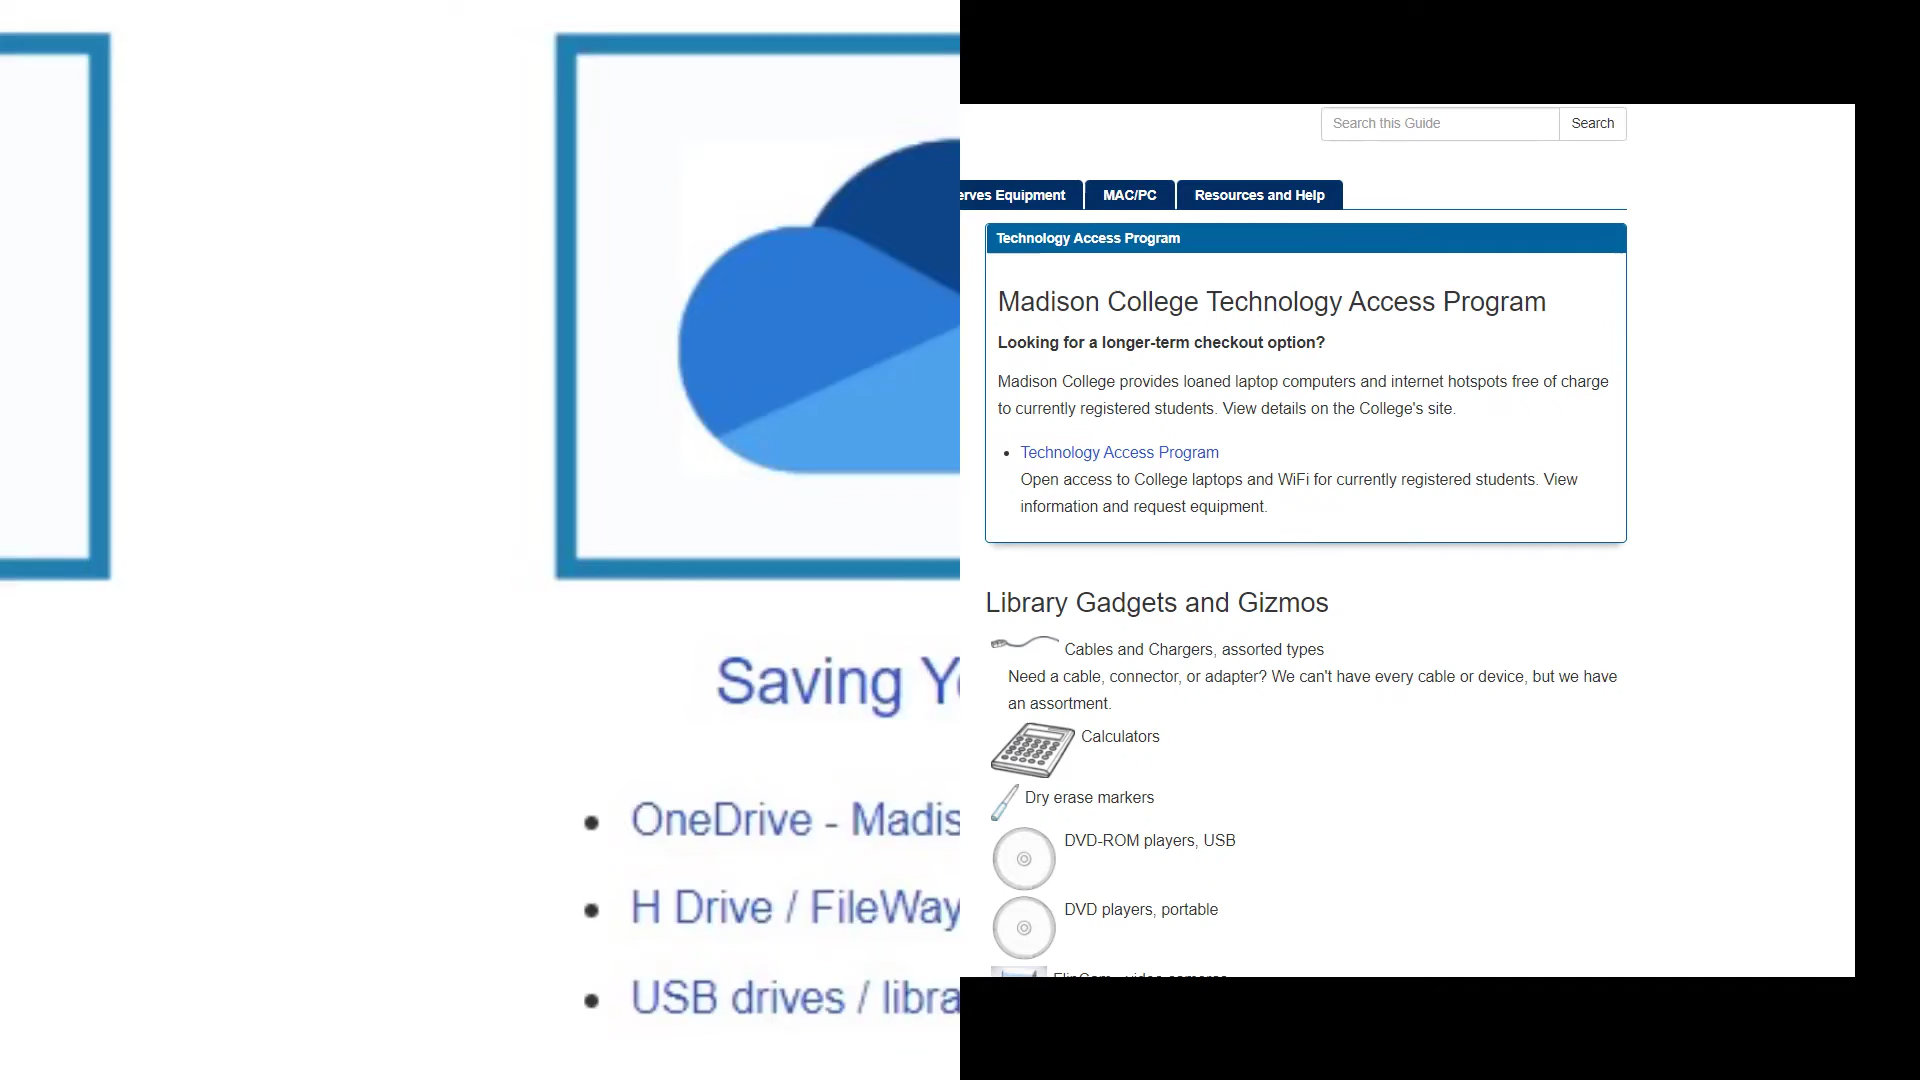 Saving
OneDrive - Madis
H Drive / FileWay
USB drives / libra
Search this Guide
Search
erves Equipment
MAC/PC
Resources and Help
Technology Access Program
Madison College Technology Access Program
Looking for a longer-term checkout option?
Madison College provides loaned laptop computers and internet hotspots free of charge
to currently registered students. View details on the College's site.
Technology Access Program
Open access to College laptops and WiFi for currently registered students. View
information and request equipment.
Library Gadgets and Gizmos
Cables and Chargers, assorted types
Need a cable, connector, or adapter? We can't have every cable or device, but we have
an assortment.
Calculators
Dry erase markers
DVD-ROM players, USB
DVD players, portable